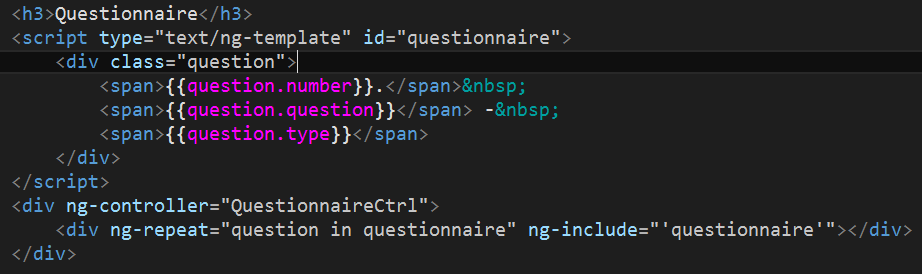 <h3>Questionnaire</h3>
<script type="text/ng-template" id="questionnaire">
    <div class="question">
        <span>{{question.number}}.</span>&nbsp;
        <span>{{question.question}}</span> -&nbsp;
        <span>{{question.type}}</span>
    </div>
</script>
<div ng-controller="QuestionnaireCtrl">
    <div ng-repeat="question in questionnaire" ng-include="'questionnaire'"></div>
</div>